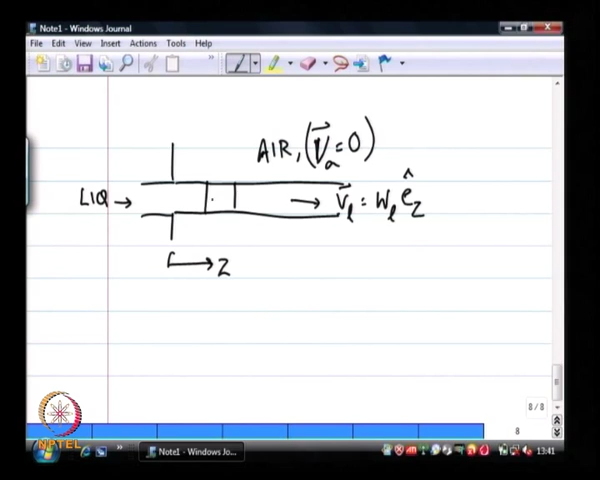 Note1 - Windows Journal
File Edit View Insert Actions Tools Help
AIR, (V⃗ₐ = 0)
LIQ → → V⃗ₗ = Wₗ ê_z
Z
8/8
8
NPTEL
Note1 - Windows Jo...
13:41